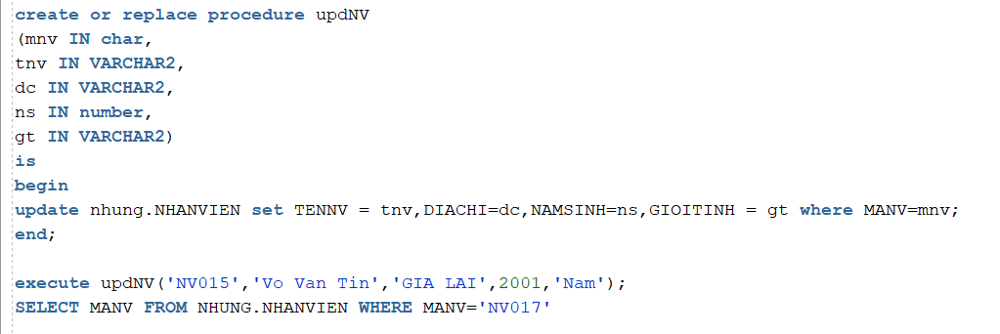 create or replace procedure updNV
(mnv IN char,
tnv IN VARCHAR2,
dc IN VARCHAR2,
ns IN number,
gt IN VARCHAR2)
is
begin
update nhung.NHANVIEN set TENNV = tnv,DIACHI=dc,NAMSINH=ns,GIOITINH = gt where MANV=mnv;
end;
execute updNV('NV015','Vo Van Tin','GIA LAI',2001,'Nam');
SELECT MANV FROM NHUNG.NHANVIEN WHERE MANV='NV017'